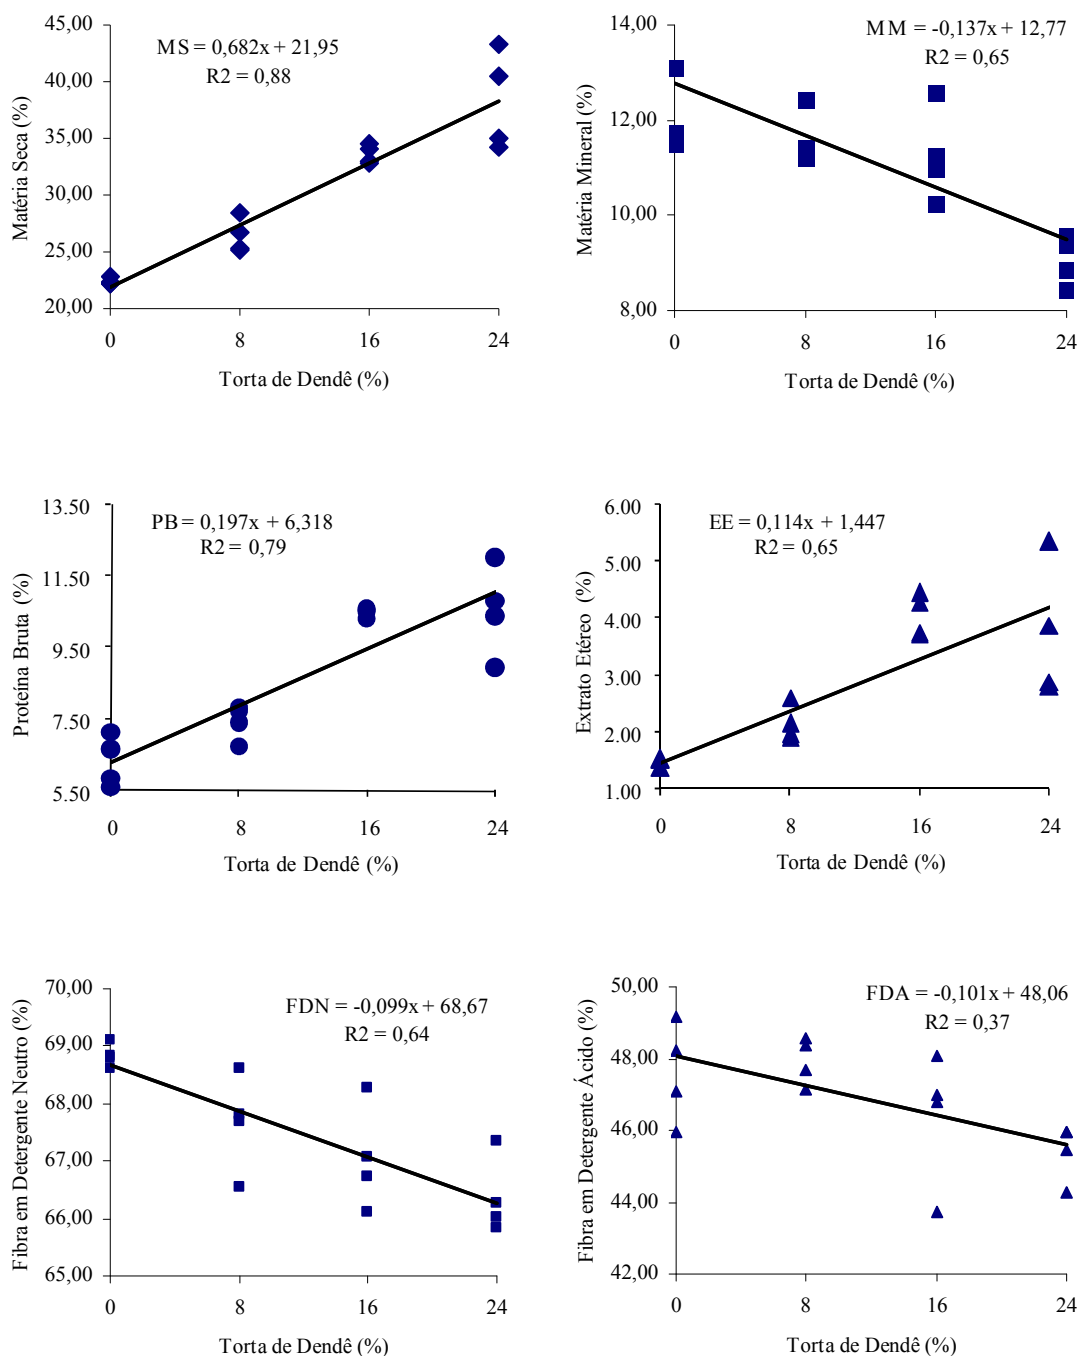 45,00
40,00
35,00
30,00
25,00
20,00
Matéria Seca (%)
MS = 0,682x + 21,95
R2 = 0,88
0 8 16 24
Torta de Dendê (%)
14,00
12,00
10,00
8,00
Matéria Mineral (%)
MM = -0,137x + 12,77
R2 = 0,65
0 8 16 24
Torta de Dendê (%)
13.50
11.50
9.50
7.50
5.50
Proteína Bruta (%)
PB = 0,197x + 6,318
R2 = 0,79
0 8 16 24
Torta de Dendê (%)
6.00
5.00
4.00
3.00
2.00
1.00
Extrato Etéreo (%)
EE = 0,114x + 1,447
R2 = 0,65
0 8 16 24
Torta de Dendê (%)
70,00
69,00
68,00
67,00
66,00
65,00
Fibra em Detergente Neutro (%)
FDN = -0,099x + 68,67
R2 = 0,64
0 8 16 24
Torta de Dendê (%)
50,00
48,00
46,00
44,00
42,00
Fibra em Detergente Ácido (%)
FDA = -0,101x + 48,06
R2 = 0,37
0 8 16 24
Torta de Dendê (%)